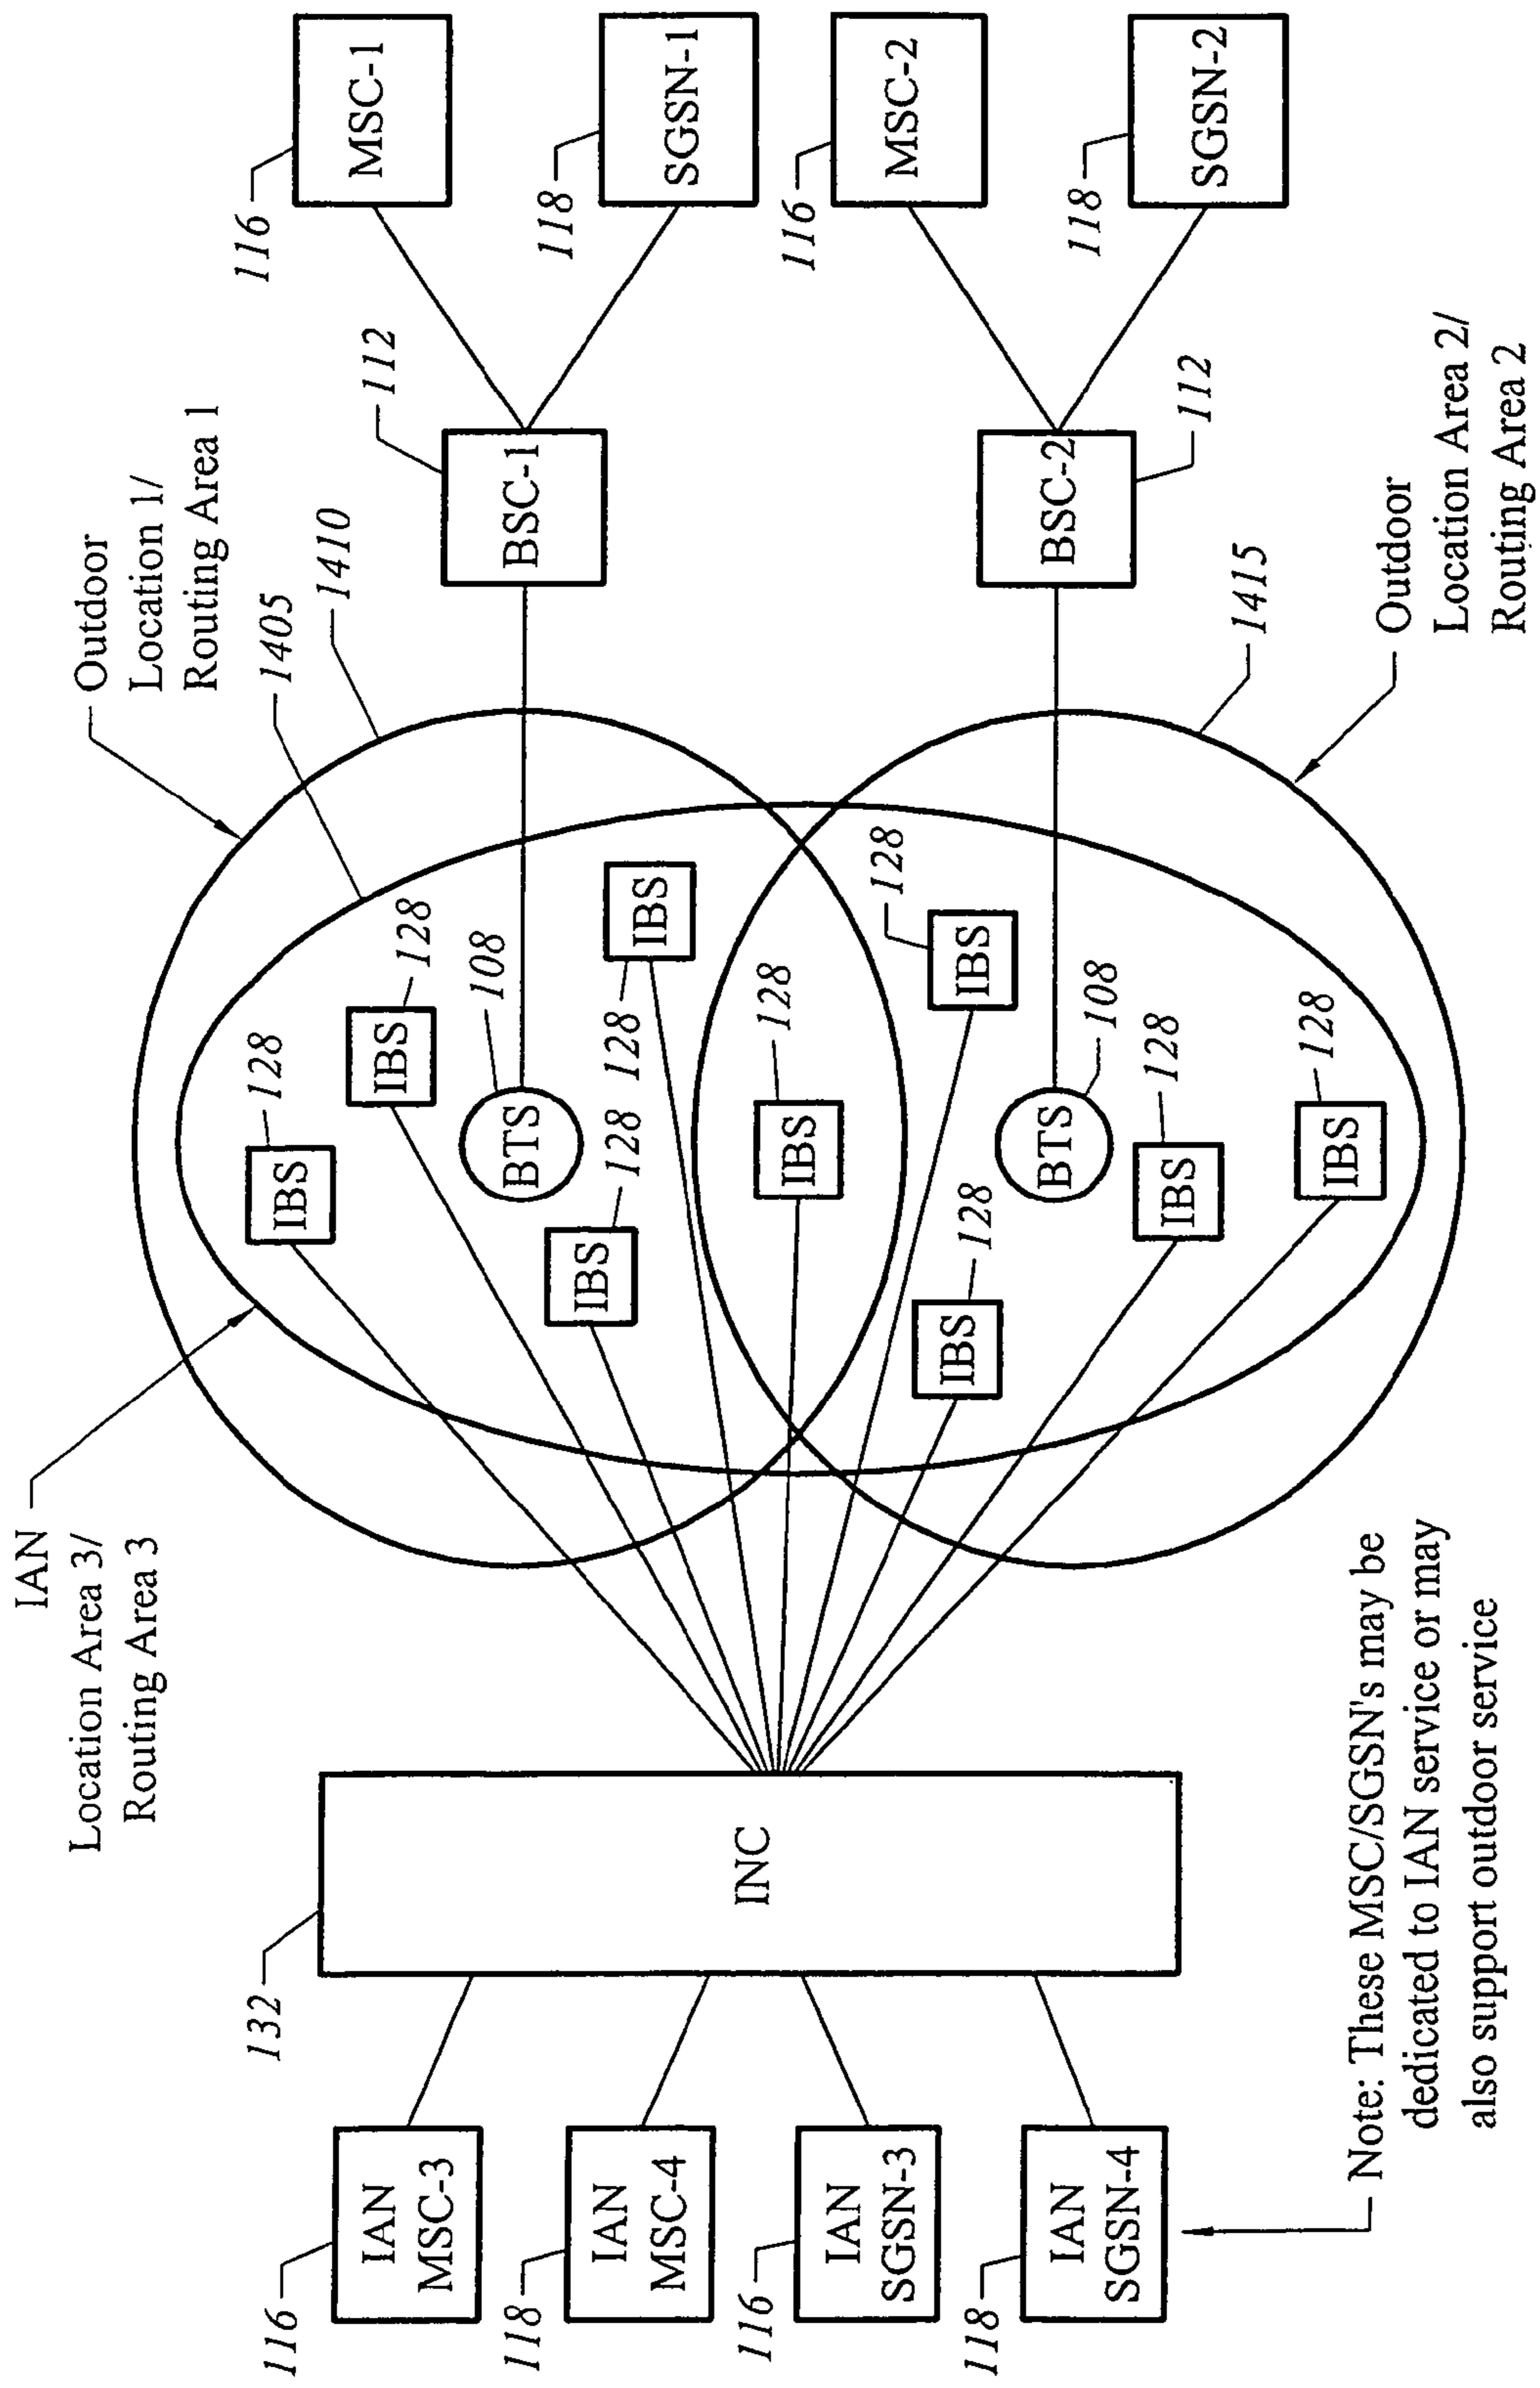 IAN
Location Area 3/
Routing Area 3
Outdoor
Location 1/
Routing Area 1
1405
1410
116
IAN
MSC-3
118
IAN
MSC-4
116
IAN
SGSN-3
118
IAN
SGSN-4
132
INC
128
IBS
128
IBS
108
BTS
128
IBS
128
IBS
128
IBS
128
IBS
128
IBS
108
BTS
128
IBS
128
IBS
112
BSC-1
116
MSC-1
118
SGSN-1
112
BSC-2
116
MSC-2
118
SGSN-2
1415
Outdoor
Location Area 2/
Routing Area 2
Note: These MSC/SGSN's may be
dedicated to IAN service or may
also support outdoor service